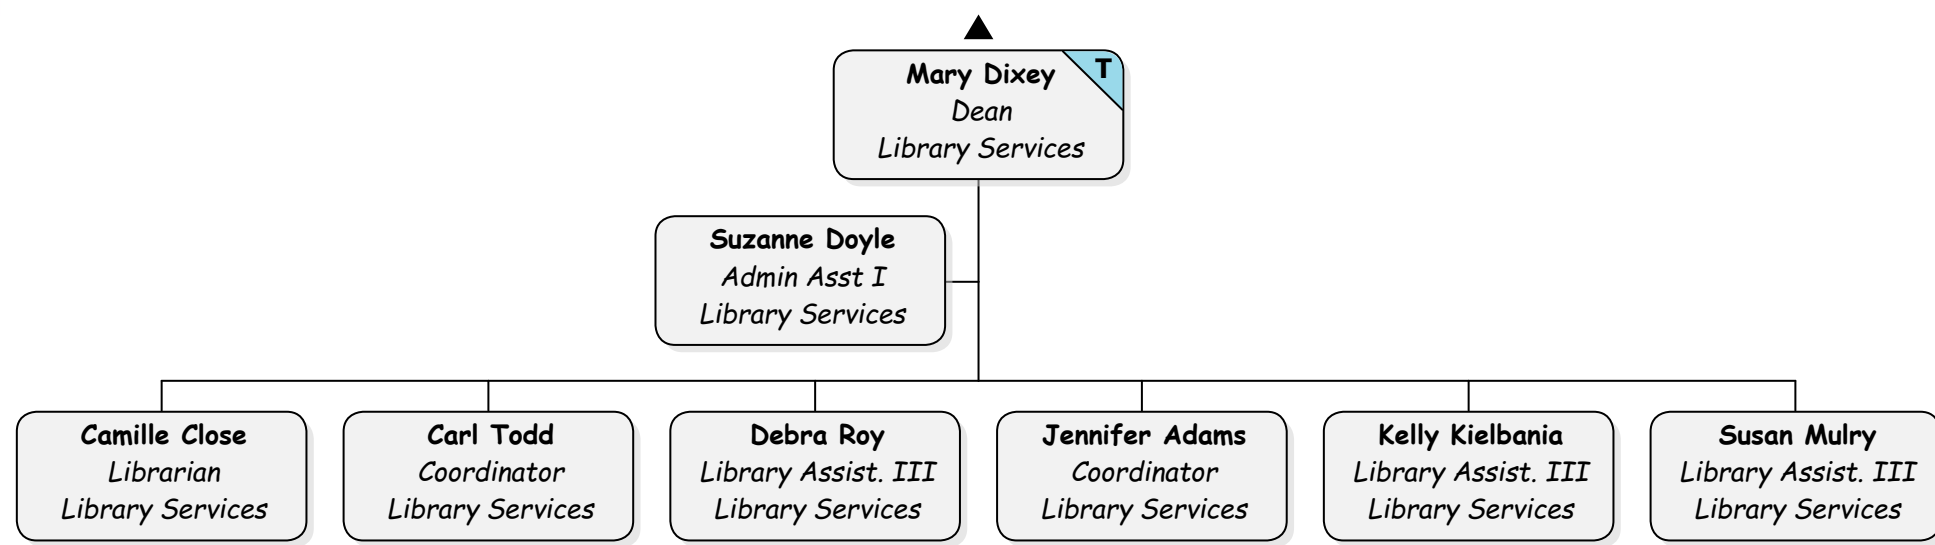 Mary Dixey
T
Dean
Library Services
Suzanne Doyle
Admin Asst I
Library Services
Camille Close
Librarian
Library Services
Carl Todd
Coordinator
Library Services
Debra Roy
Library Assist. III
Library Services
Jennifer Adams
Coordinator
Library Services
Kelly Kielbania
Library Assist. III
Library Services
Susan Mulry
Library Assist. III
Library Services